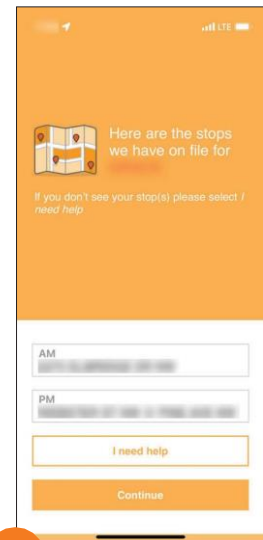 LTE
Here are the stops
we have on file for
If you don't see your stop(s) please select I
need help
AM
PM
I need help
Continue